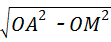 √(OA² - OM²)